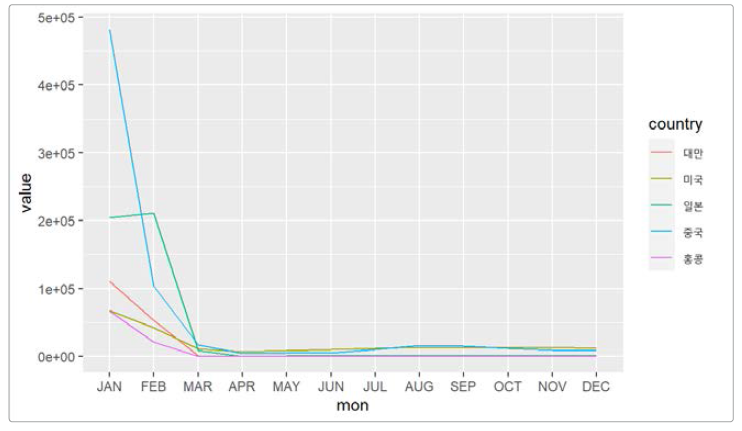 5e+05
4e+05
3e+05
2e+05
1e+05
0e+00
value
JAN FEB MAR APR MAY JUN JUL AUG SEP OCT NOV DEC
mon
country
대만
미국
일본
중국
홍콩